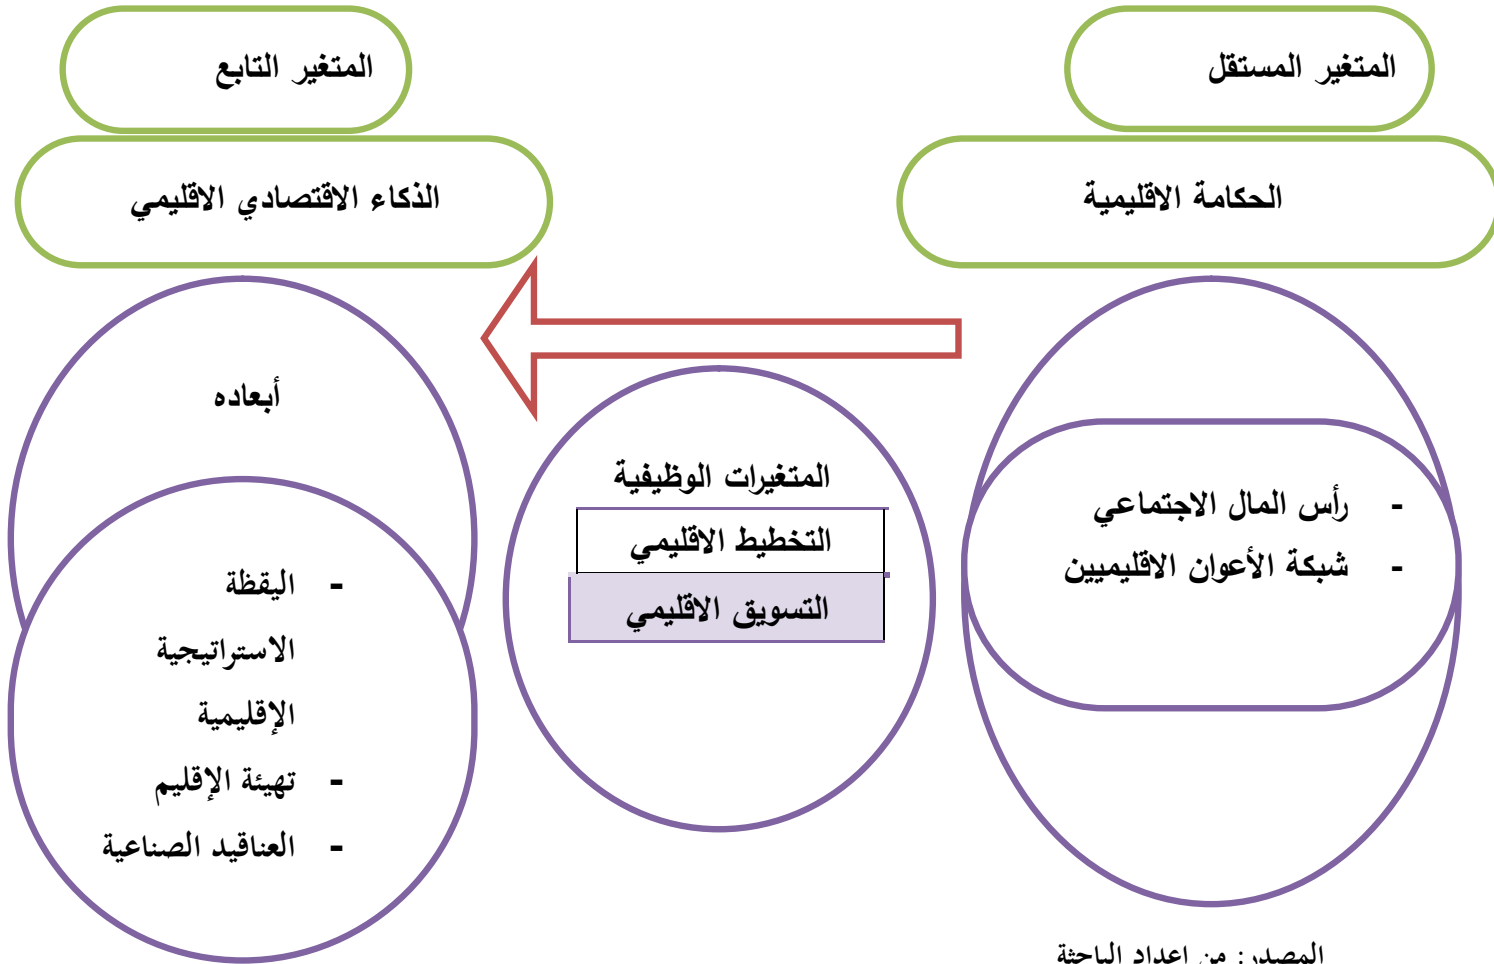 المتغير المستقل
المتغير التابع
الحكامة الاقليمية
الذكاء الاقتصادي الاقليمي
- رأس المال الاجتماعي
- شبكة الأعوان الاقليميين
المتغيرات الوظيفية
التخطيط الاقليمي
التسويق الاقليمي
أبعاده
- اليقظة
الاستراتيجية
الإقليمية
- تهيئة الإقليم
- العناقيد الصناعية
المصدر: من اعداد الباحثة